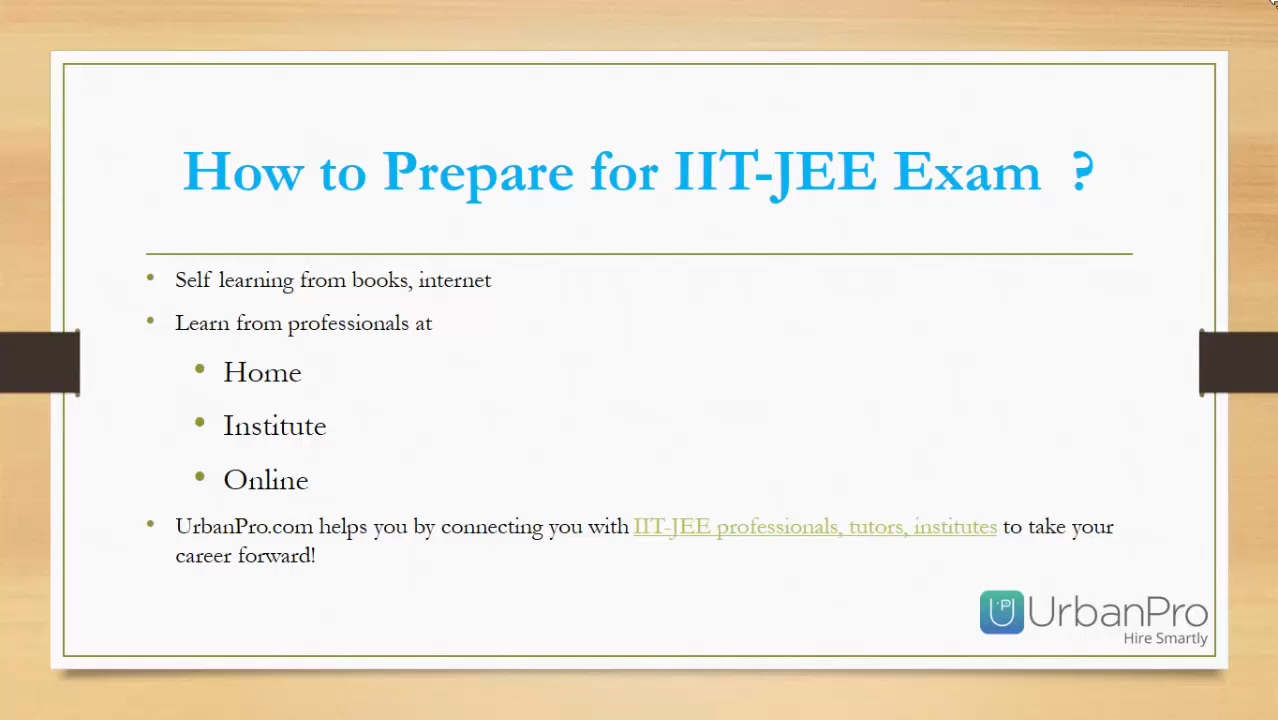 How to Prepare for IIT-JEE Exam ?
• Self learning from books, internet
• Learn from professionals at
• Home
• Institute
• Online
• UrbanPro.com helps you by connecting you with IIT-JEE professionals, tutors, institutes to take your
career forward!
UP UrbanPro
Hire Smartly